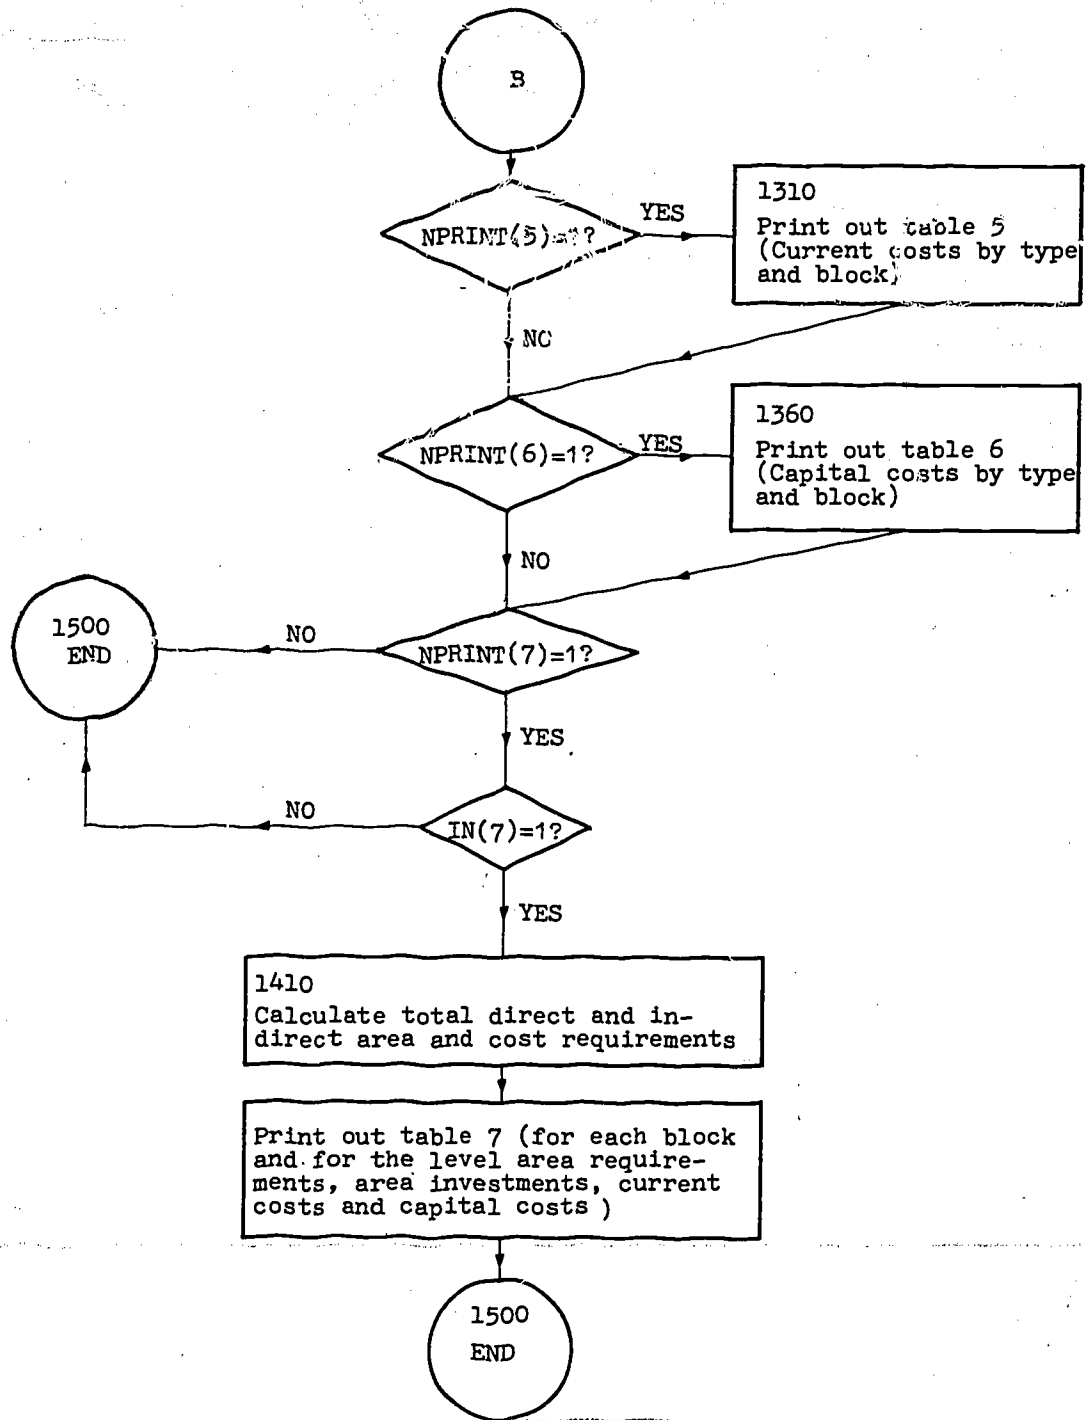 B
NPRINT(5)=1?
YES
1310
Print out table 5
(Current costs by type
and block)
NO
NPRINT(6)=1?
YES
1360
Print out table 6
(Capital costs by type
and block)
NO
1500
END
NO
NPRINT(7)=1?
YES
NO
IN(7)=1?
YES
1410
Calculate total direct and in-
direct area and cost requirements
Print out table 7 (for each block
and for the level area require-
ments, area investments, current
costs and capital costs )
1500
END